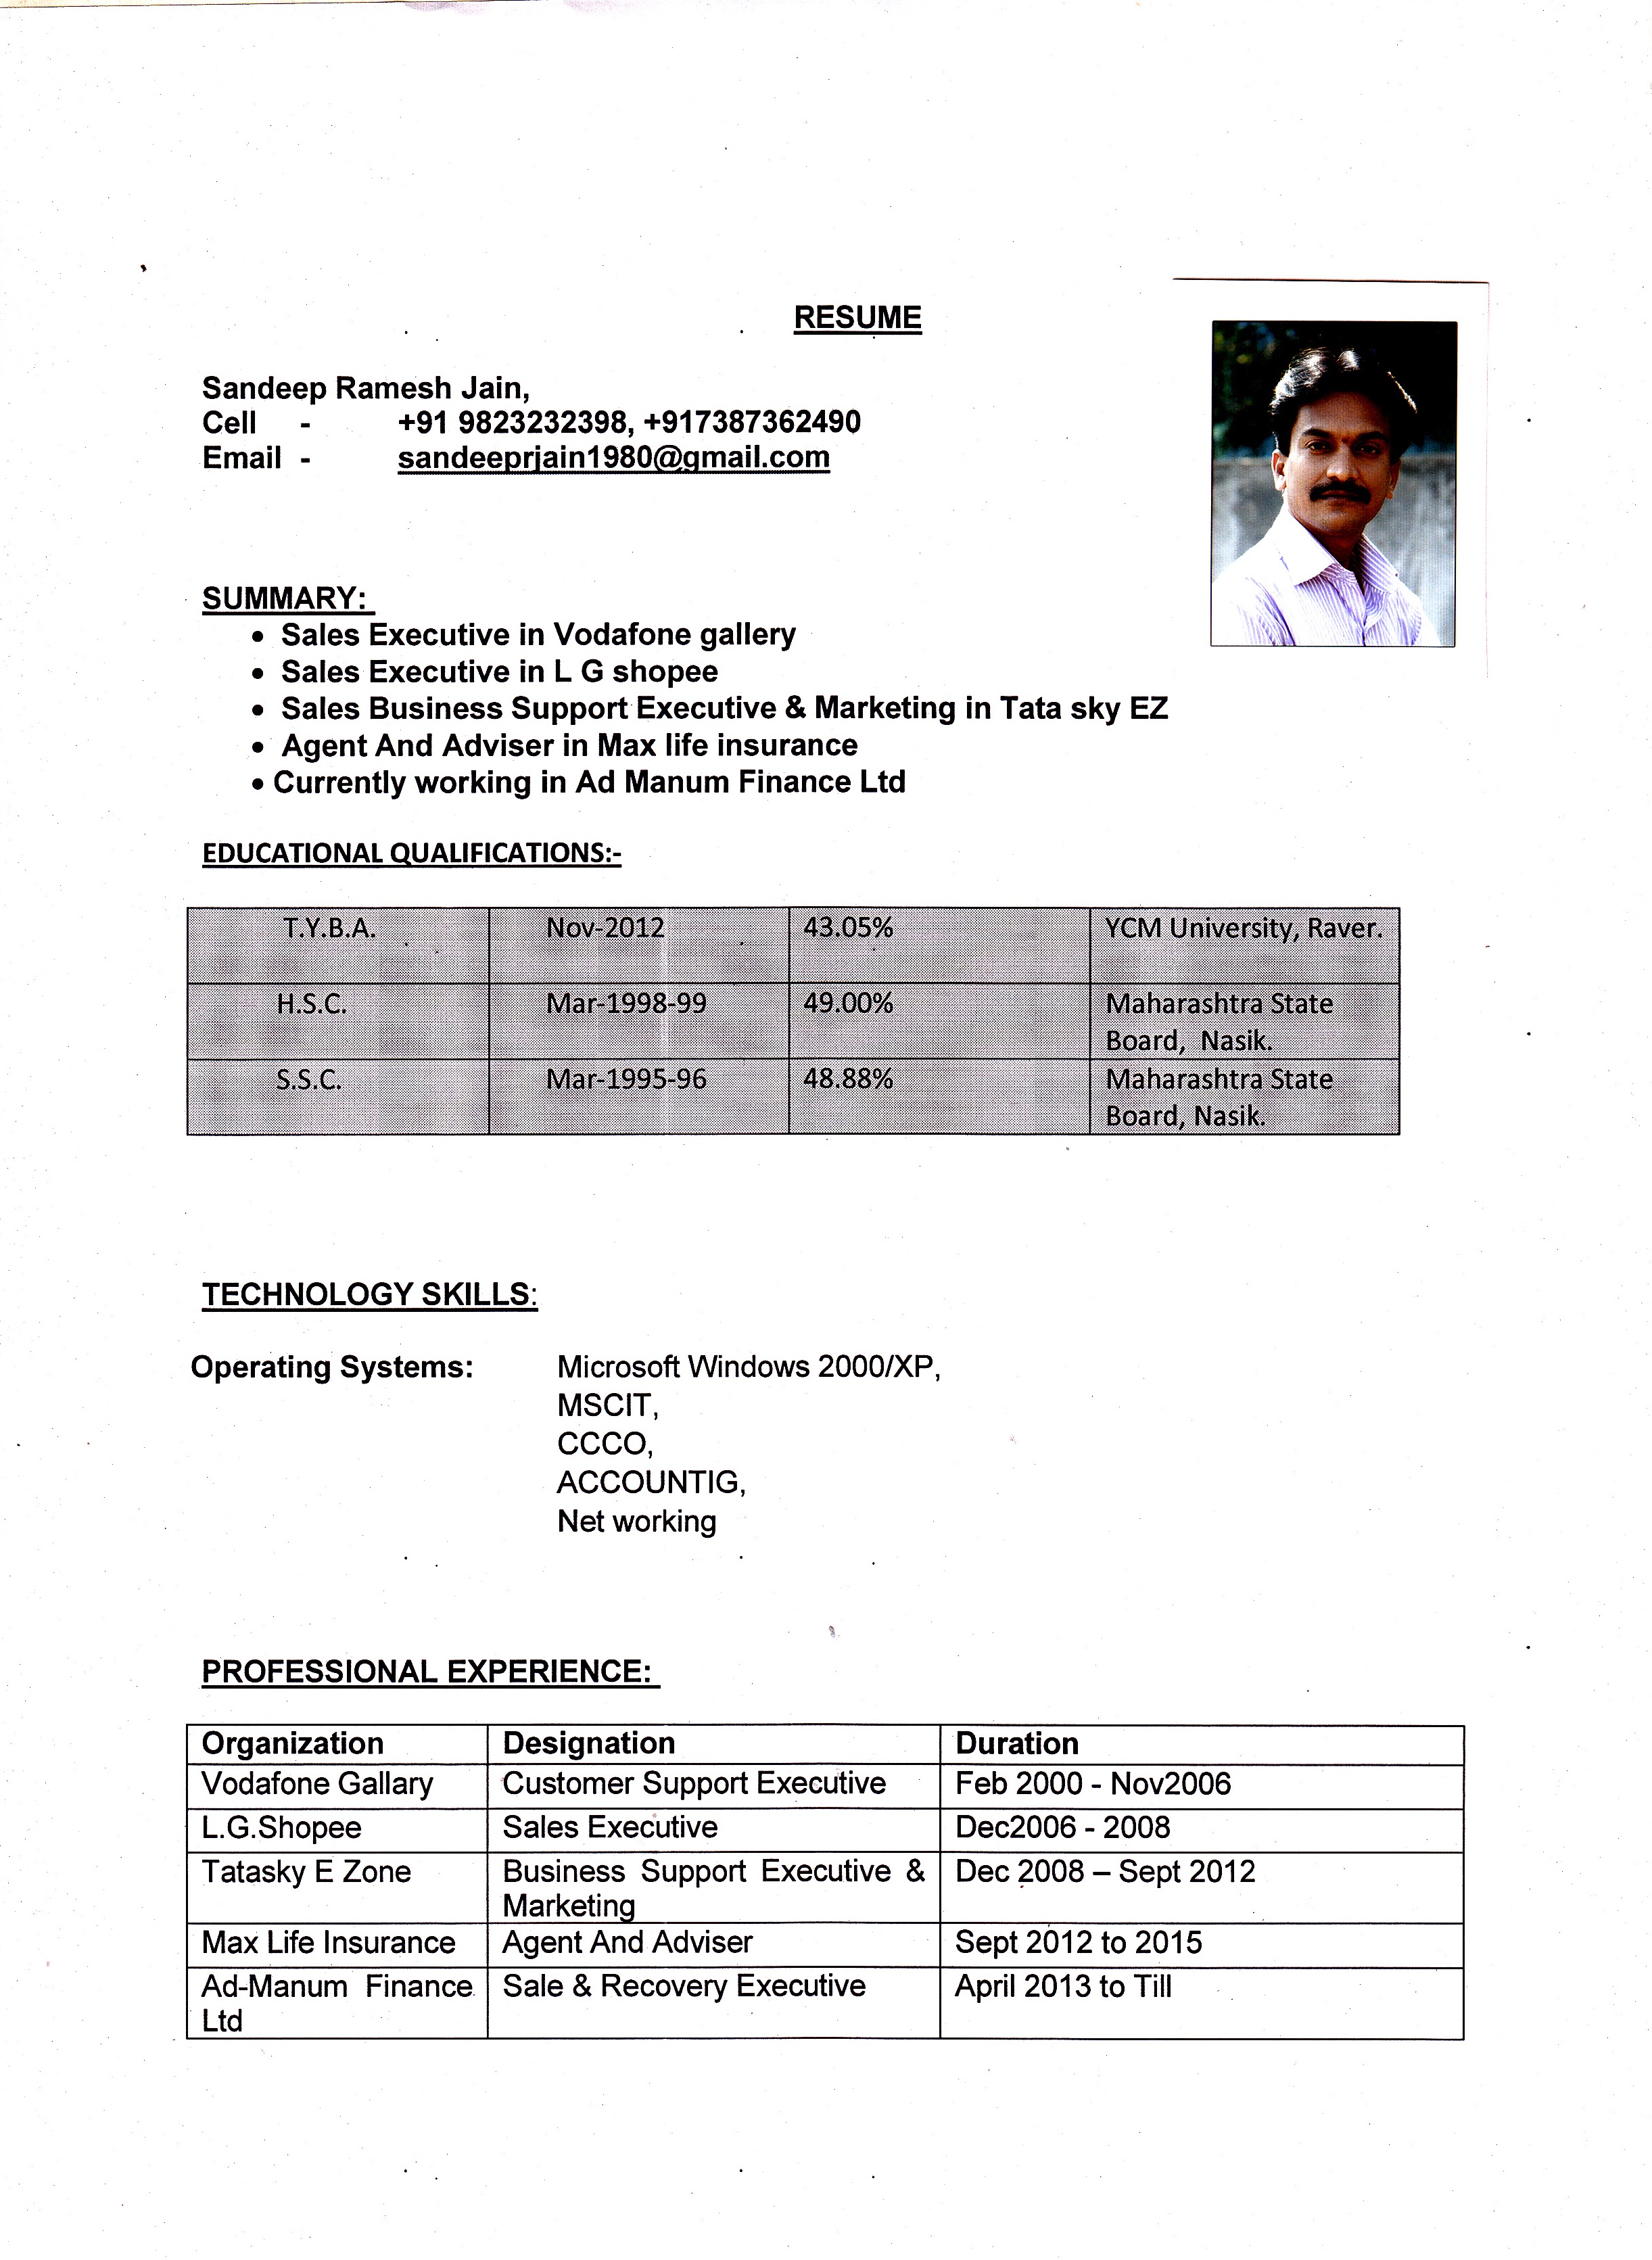 RESUME
Sandeep Ramesh Jain,
Cell - +91 9823232398, +917387362490
Email - sandeeprjain1980@gmail.com
SUMMARY:
• Sales Executive in Vodafone gallery
• Sales Executive in L G shopee
• Sales Business Support Executive & Marketing in Tata sky EZ
• Agent And Adviser in Max life insurance
• Currently working in Ad Manum Finance Ltd
EDUCATIONAL QUALIFICATIONS:-
T.Y.B.A. Nov-2012 43.05% YCM University, Raver.
H.S.C. Mar-1998-99 49.00% Maharashtra State
Board, Nasik.
S.S.C. Mar-1995-96 48.88% Maharashtra State
Board, Nasik.
TECHNOLOGY SKILLS:
Operating Systems: Microsoft Windows 2000/XP,
MSCIT,
CCCO,
ACCOUNTIG,
Net working
PROFESSIONAL EXPERIENCE:
Organization Designation Duration
Vodafone Gallary Customer Support Executive Feb 2000 - Nov2006
L.G.Shopee Sales Executive Dec2006 - 2008
Tatasky E Zone Business Support Executive & Dec 2008 – Sept 2012
Marketing
Max Life Insurance Agent And Adviser Sept 2012 to 2015
Ad-Manum Finance Sale & Recovery Executive April 2013 to Till
Ltd